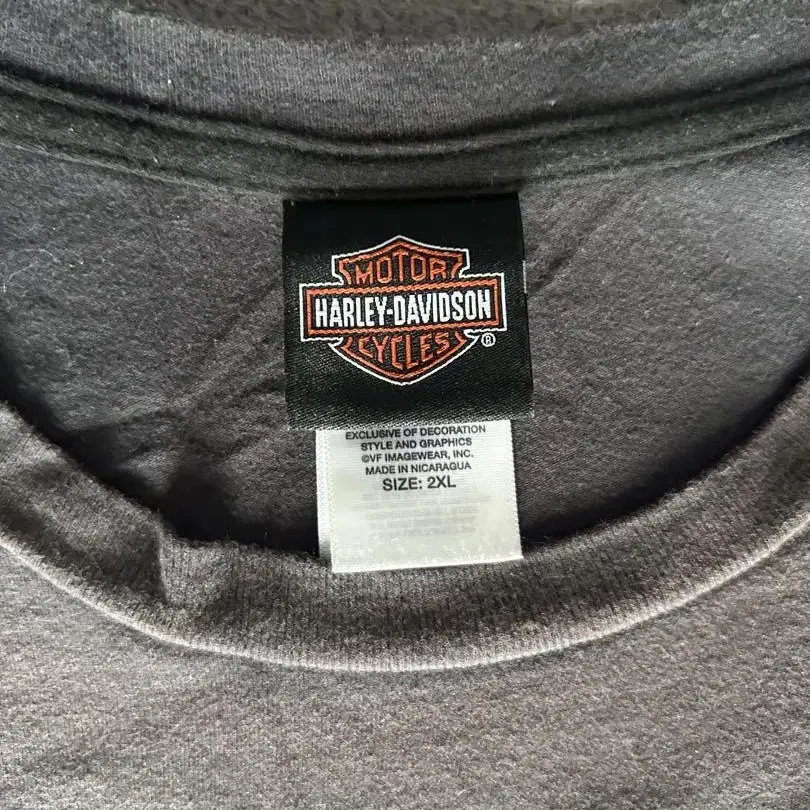 MOTOR
HARLEY-DAVIDSON
CYCLES
®
EXCLUSIVE OF DECORATION
STYLE AND GRAPHICS
©VF IMAGEWEAR, INC.
MADE IN NICARAGUA
SIZE: 2XL